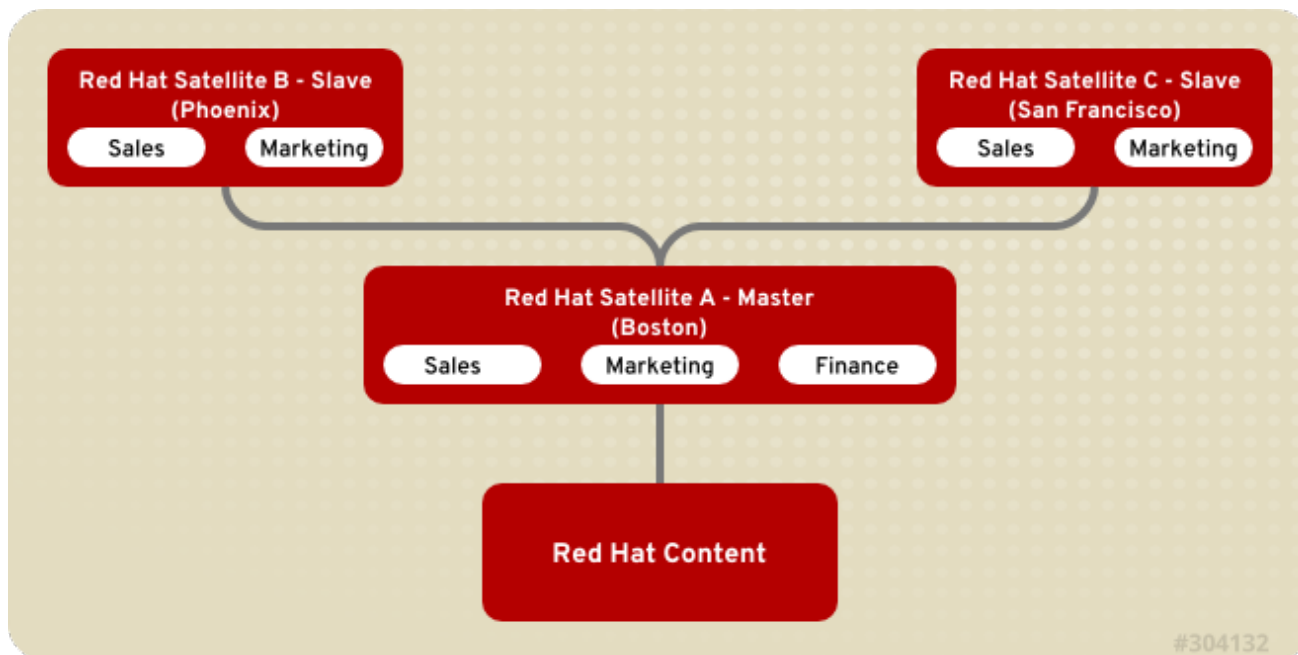 Red Hat Satellite B - Slave
(Phoenix)
Sales
Marketing
Red Hat Satellite C - Slave
(San Francisco)
Sales
Marketing
Red Hat Satellite A - Master
(Boston)
Sales
Marketing
Finance
Red Hat Content
#304132